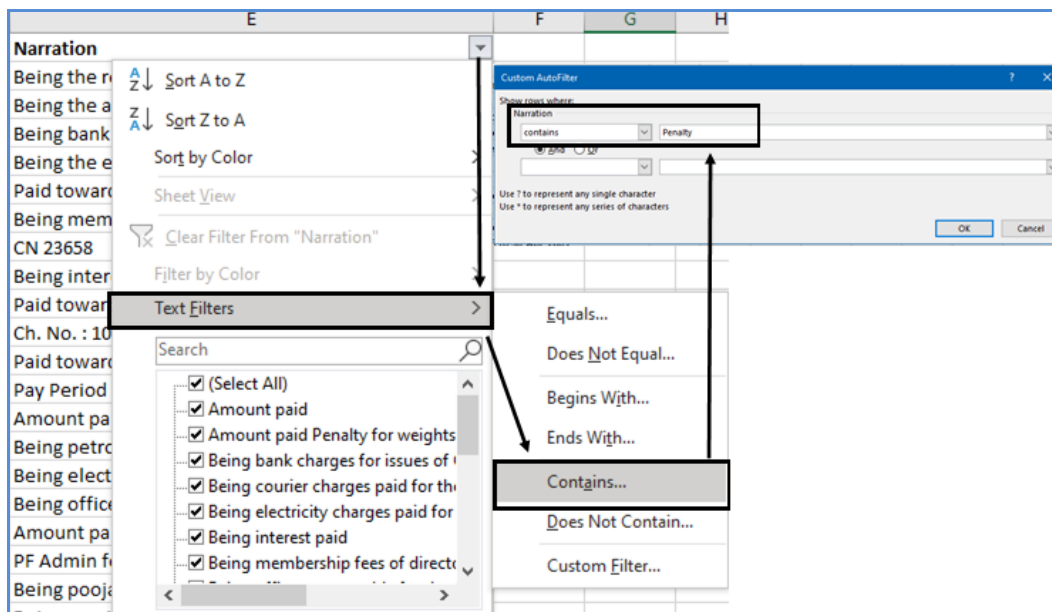 E F G H
Narration
Being the r
Being the a
Being bank
Being the e
Paid toward
Being mem
CN 23658
Being inter
Paid towar
Ch. No. : 10
Paid toward
Pay Period
Amount pa
Being petro
Being elect
Being office
Amount pa
PF Admin f
Being pooja
Sort A to Z
Sort Z to A
Sort by Color
Sheet View
Clear Filter From "Narration"
Filter by Color
Text Filters
Search
(Select All)
Amount paid
Amount paid Penalty for weights
Being bank charges for issues of
Being courier charges paid for the
Being electricity charges paid for
Being interest paid
Being membership fees of directo
Equals...
Does Not Equal...
Begins With...
Ends With...
Contains...
Does Not Contain...
Custom Filter...
Custom AutoFilter ?
Show rows where:
Narration
contains Penalty
And Or
Use ? to represent any single character
Use * to represent any series of characters
OK Cancel